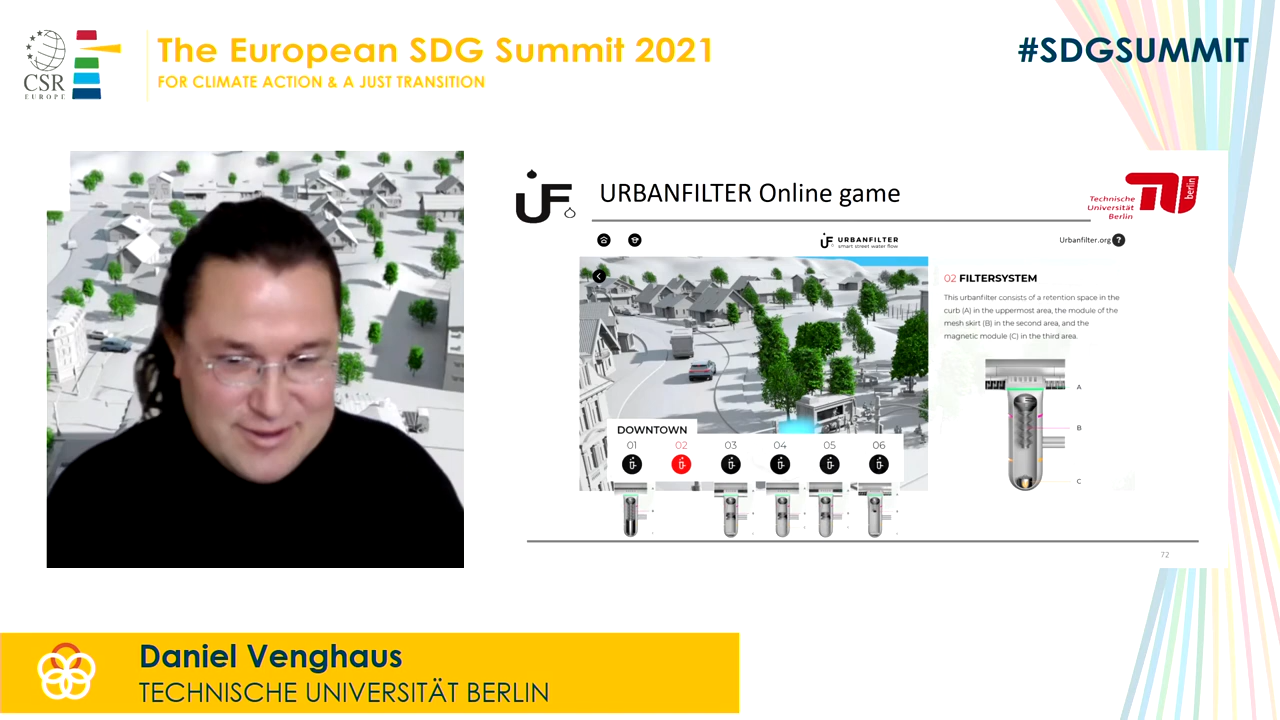 CSR
EUROPE
The European SDG Summit 2021
FOR CLIMATE ACTION & A JUST TRANSITION
#SDGSUMMIT
UF
URBANFILTER Online game
Technische
Universität
Berlin
berlin
URBANFILTER
smart street water flow
Urbanfilter.org ?
02 FILTERSYSTEM
This urbanfilter consists of a retention space in the
curb (A) in the uppermost area, the module of the
mesh skirt (B) in the second area, and the
magnetic module (C) in the third area.
A
B
C
DOWNTOWN
01 02 03 04 05 06
72
Daniel Venghaus
TECHNISCHE UNIVERSITÄT BERLIN